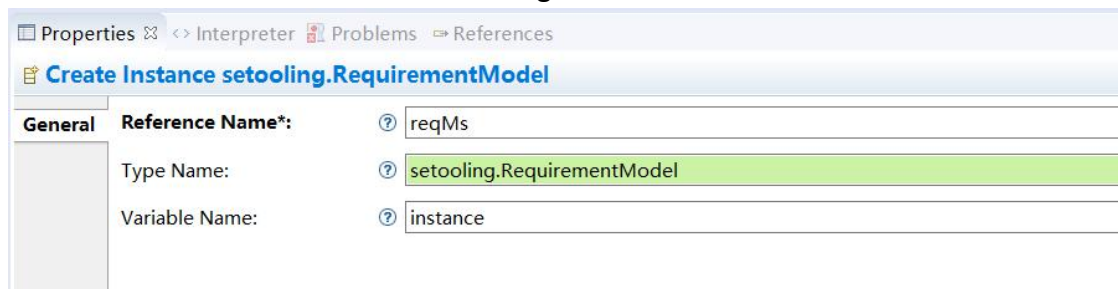 Properties Interpreter Problems References
Create Instance setooling.RequirementModel
General Reference Name*: ? reqMs
Type Name: ? setooling.RequirementModel
Variable Name: ? instance